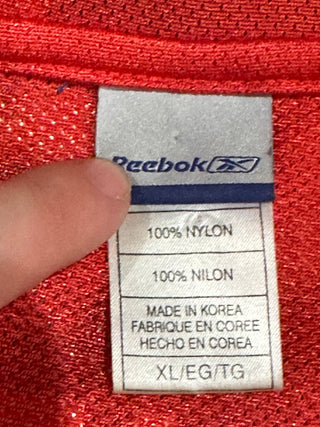 Reebok
100% NYLON
100% NILON
MADE IN KOREA
FABRIQUE EN COREE
HECHO EN COREA
XL/EG/TG